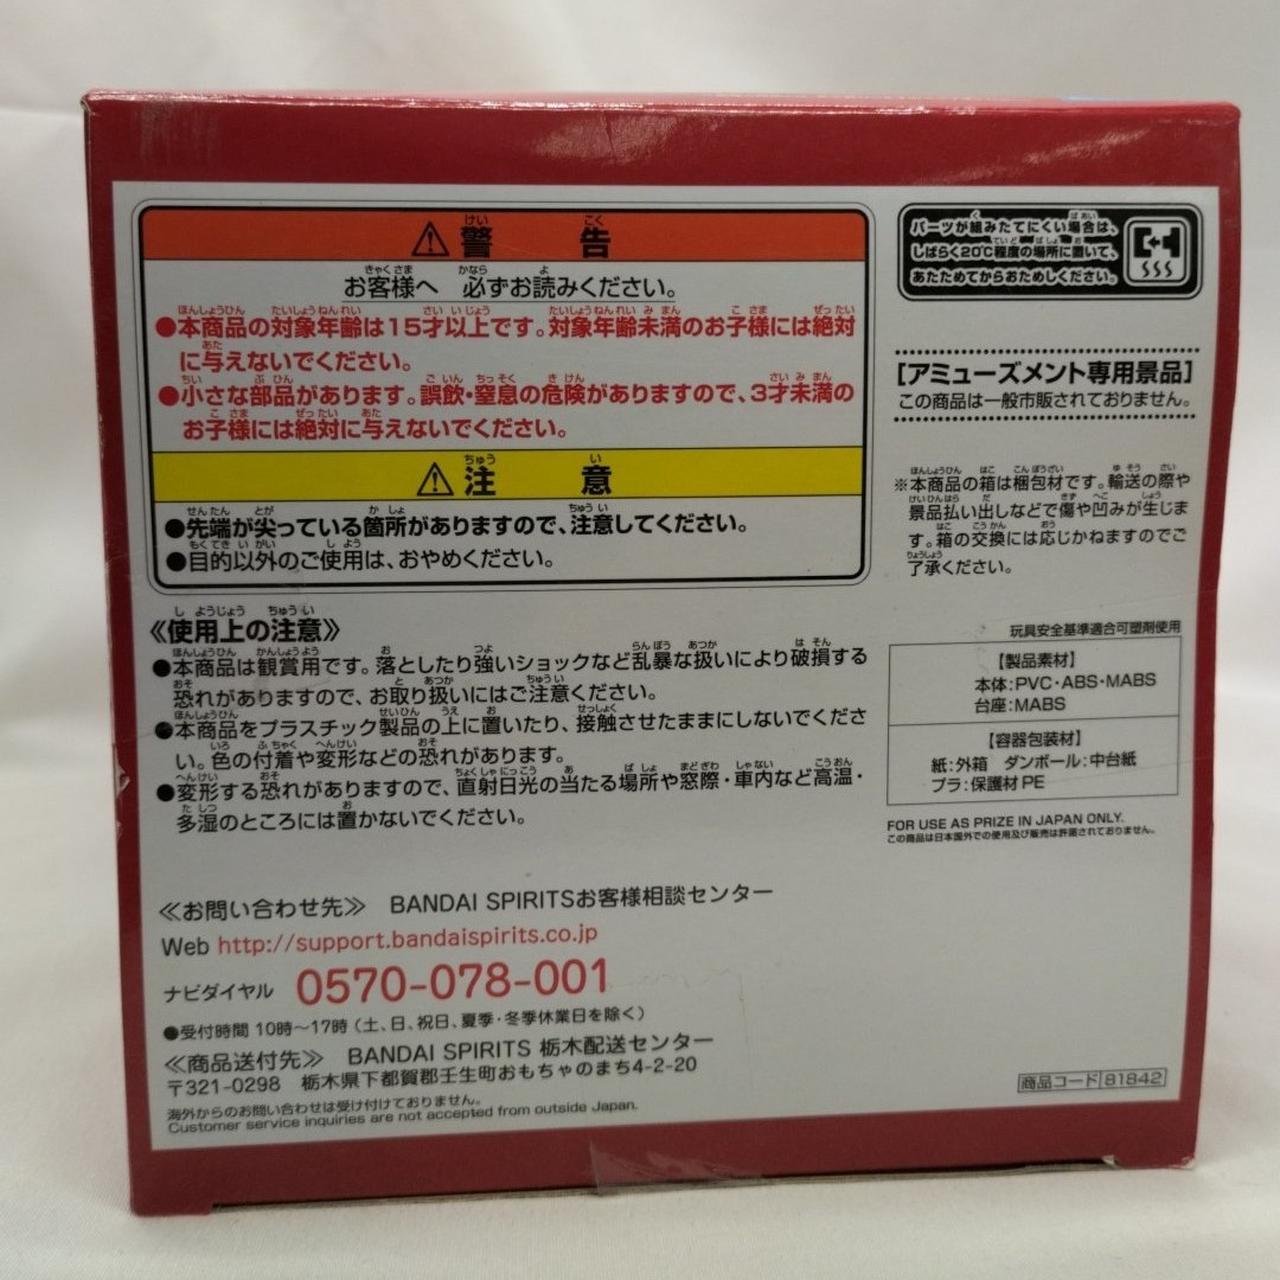 ⚠警告
お客様へ 必ずお読みください。
●本商品の対象年齢は15才以上です。対象年齢未満のお子様には絶対
に与えないでください。
●小さな部品があります。誤飲・窒息の危険がありますので、3才未満の
お子様には絶対に与えないでください。
⚠注意
●先端が尖っている箇所がありますので、注意してください。
●目的以外のご使用は、おやめください。
《使用上の注意》
●本商品は観賞用です。落としたり強いショックなど乱暴な扱いにより破損する
恐れがありますので、お取り扱いにはご注意ください。
●本商品をプラスチック製品の上に置いたり、接触させたままにしないでくださ
い。色の付着や変形などの恐れがあります。
●変形する恐れがありますので、直射日光の当たる場所や窓際・車内など高温・
多湿のところには置かないでください。
≪お問い合わせ先≫ BANDAI SPIRITSお客様相談センター
Web http://support.bandaispirits.co.jp
ナビダイヤル 0570-078-001
●受付時間 10時〜17時(土、日、祝日、夏季・冬季休業日を除く)
≪商品送付先≫ BANDAI SPIRITS 栃木配送センター
〒321-0298 栃木県下都賀郡壬生町おもちゃのまち4-2-20
海外からのお問い合わせは受け付けておりません。
Customer service inquiries are not accepted from outside Japan.
パーツが組みたてにくい場合は、
しばらく20℃程度の場所に置いて、
あたためてからおためしください。
[アミューズメント専用景品]
この商品は一般市販されておりません。
※本商品の箱は梱包材です。輸送の際や
景品払い出しなどで傷や凹みが生じま
す。箱の交換には応じかねますのでご
了承ください。
玩具安全基準適合可塑剤使用
【製品素材】
本体:PVC・ABS・MABS
台座:MABS
【容器包装材】
紙:外箱 ダンボール:中台紙
プラ:保護材 PE
FOR USE AS PRIZE IN JAPAN ONLY.
この商品は日本国外での使用及び販売は許諾されておりません。
商品コード 81842